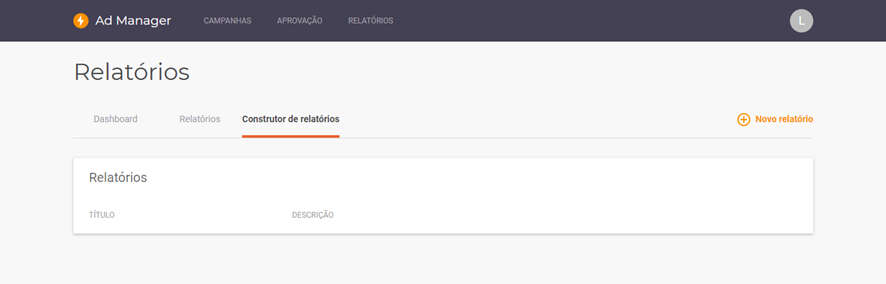 Ad Manager CAMPANHAS APROVAÇÃO RELATÓRIOS L
Relatórios
Dashboard Relatórios Construtor de relatórios Novo relatório
Relatórios
TÍTULO DESCRIÇÃO